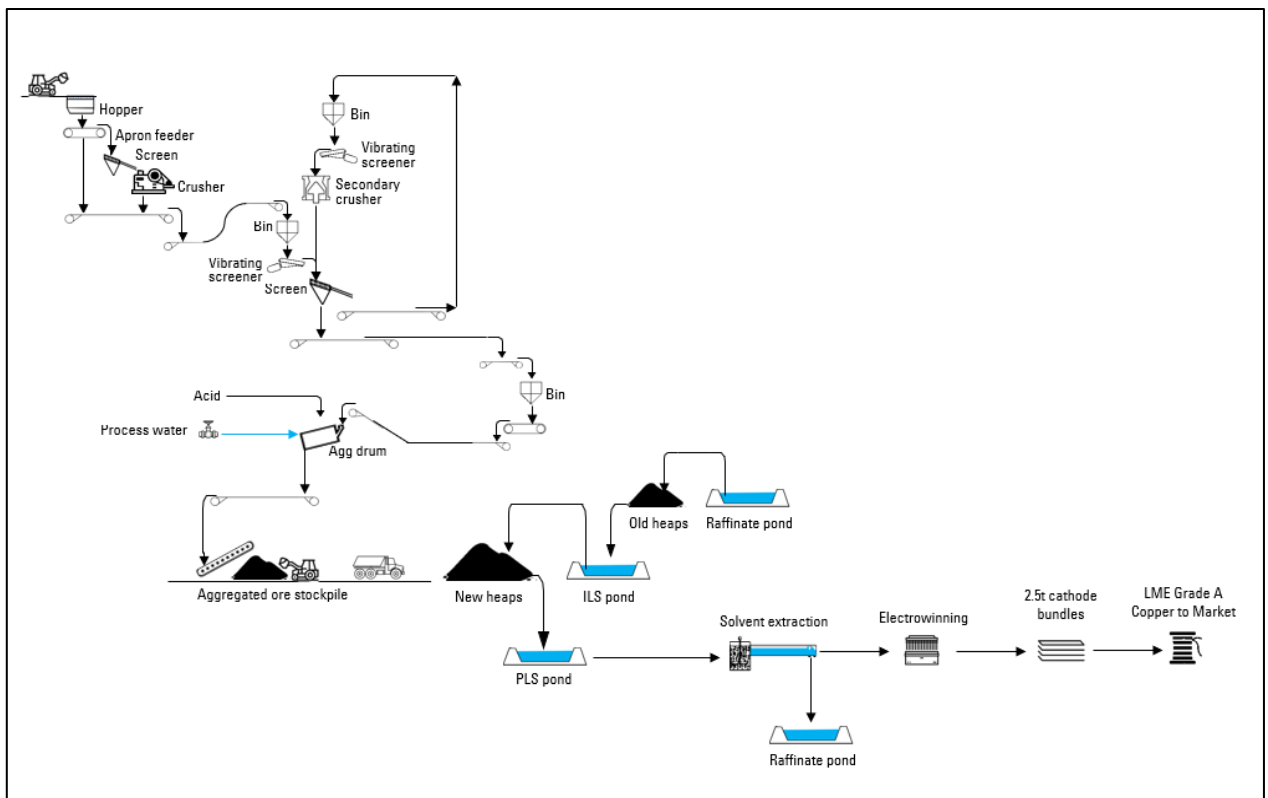 Hopper
Apron feeder
Screen
Crusher
Bin
Vibrating
screener
Secondary
crusher
Bin
Vibrating
screener
Screen
Bin
Acid
Process water
Agg drum
Old heaps
Raffinate pond
Aggregated ore stockpile
New heaps
ILS pond
PLS pond
Solvent extraction
Electrowinning
2.5t cathode
bundles
LME Grade A
Copper to Market
Raffinate pond